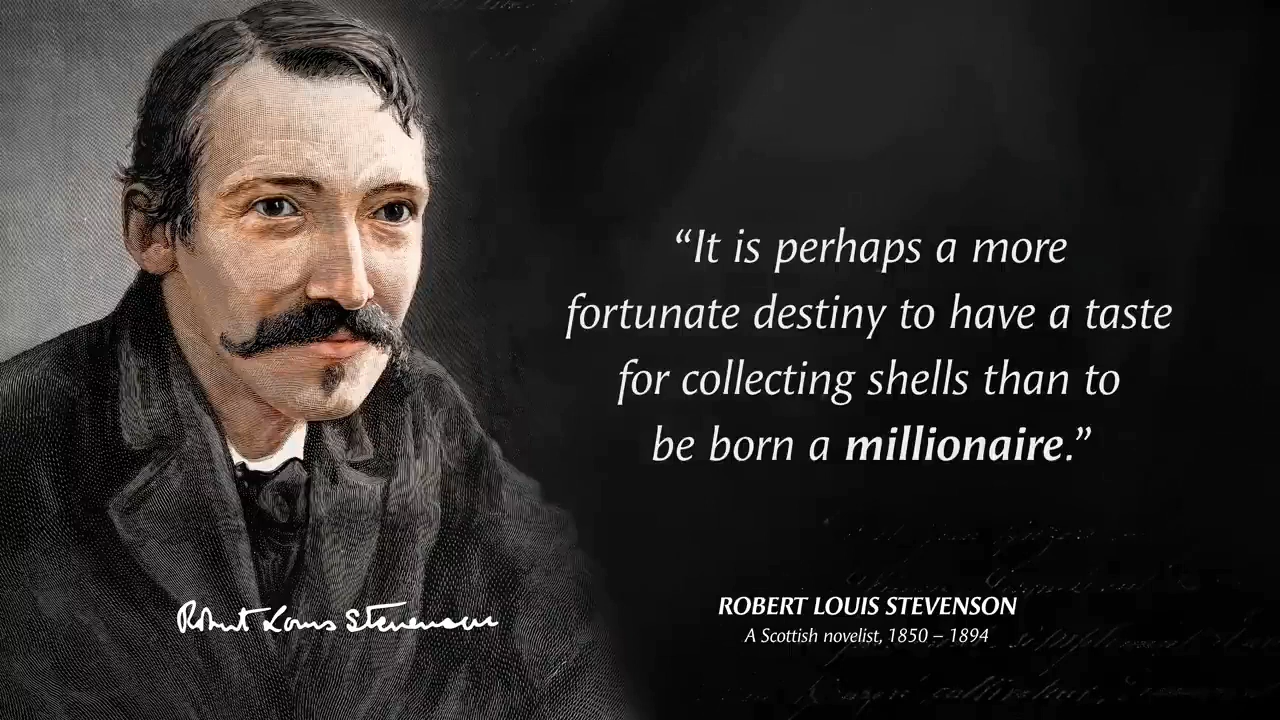 “It is perhaps a more
fortunate destiny to have a taste
for collecting shells than to
be born a millionaire.”
Robert Louis Stevenson
ROBERT LOUIS STEVENSON
A Scottish novelist, 1850 – 1894